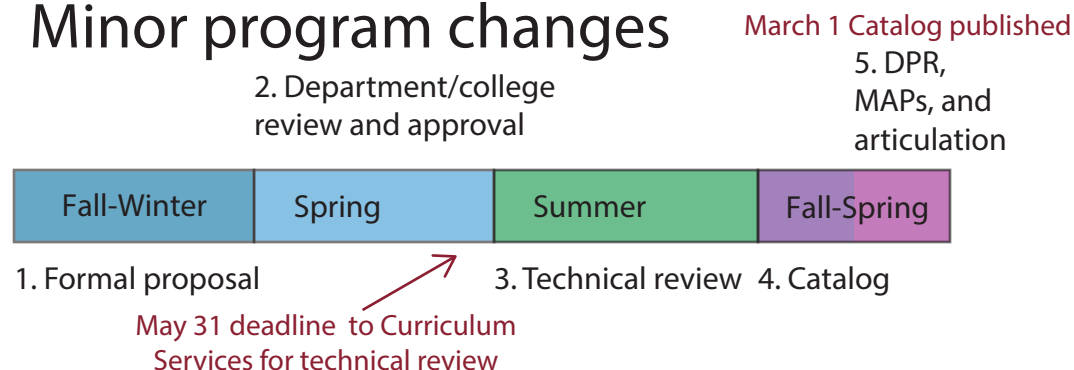 Minor program changes
March 1 Catalog published
2. Department/college
review and approval
5. DPR,
MAPs, and
articulation
Fall-Winter
Spring
Summer
Fall-Spring
1. Formal proposal
3. Technical review
4. Catalog
May 31 deadline  to Curriculum
Services for technical review